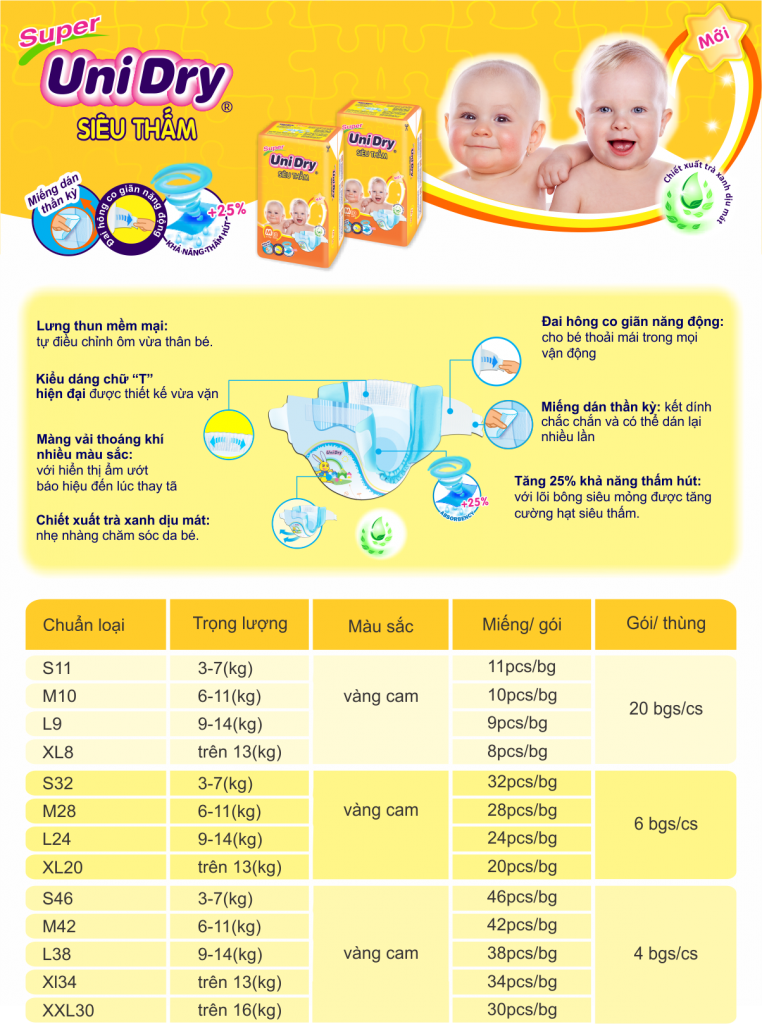 Super
Uni Dry®
SIÊU THẤM
Mới
Super
Uni Dry
SIÊU THẤM
Super
Uni Dry
SIÊU THẤM
M
Miếng dán
thần kỳ
Đai hông co giãn năng động
+25%
KHẢ NĂNG THẤM HÚT
Chiết xuất trà xanh dịu mát
Lưng thun mềm mại:
tự điều chỉnh ôm vừa thân bé.
Kiểu dáng chữ “T”
hiện đại được thiết kế vừa vặn
Màng vải thoáng khí
nhiều màu sắc:
với hiển thị ẩm ướt
báo hiệu đến lúc thay tã
Chiết xuất trà xanh dịu mát:
nhẹ nhàng chăm sóc da bé.
UniDry
+25%
ABSORBENCY
Đai hông co giãn năng động:
cho bé thoải mái trong mọi
vận động
Miếng dán thần kỳ: kết dính
chắc chắn và có thể dán lại
nhiều lần
Tăng 25% khả năng thấm hút:
với lõi bông siêu mỏng được tăng
cường hạt siêu thấm.
Chuẩn loại Trọng lượng Màu sắc Miếng/ gói Gói/ thùng
S11 3-7(kg) 11pcs/bg
M10 6-11(kg) vàng cam 10pcs/bg 20 bgs/cs
L9 9-14(kg) 9pcs/bg
XL8 trên 13(kg) 8pcs/bg
S32 3-7(kg) 32pcs/bg
M28 6-11(kg) vàng cam 28pcs/bg 6 bgs/cs
L24 9-14(kg) 24pcs/bg
XL20 trên 13(kg) 20pcs/bg
S46 3-7(kg) 46pcs/bg
M42 6-11(kg) 42pcs/bg
L38 9-14(kg) vàng cam 38pcs/bg 4 bgs/cs
Xl34 trên 13(kg) 34pcs/bg
XXL30 trên 16(kg) 30pcs/bg